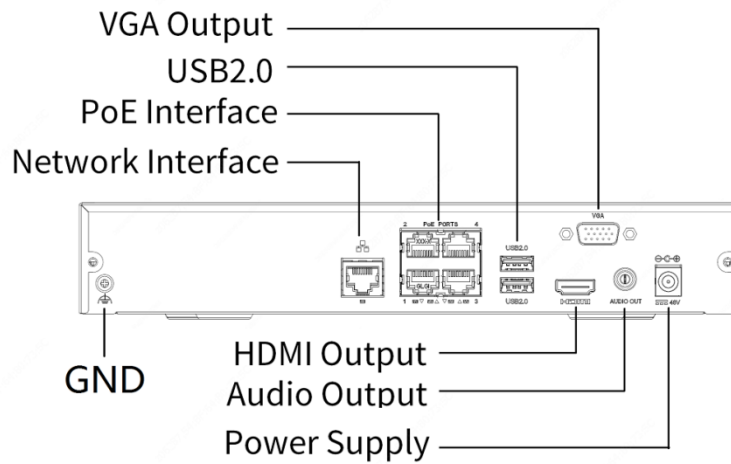 VGA Output
USB2.0
PoE Interface
Network Interface
VGA
2 PoE PORTS 4
USB2.0
1
3
USB2.0
HDMI
AUDIO OUT
48V
GND
HDMI Output
Audio Output
Power Supply